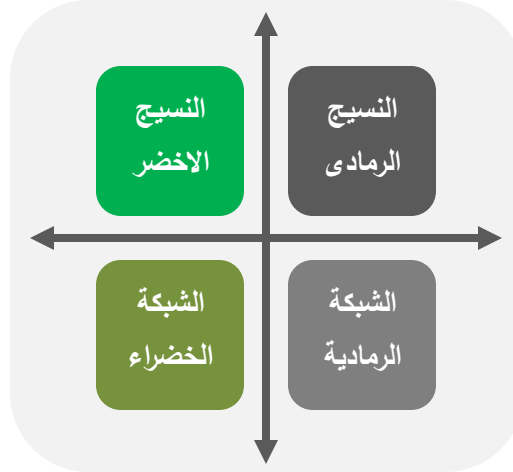 النسيج
الرمادى
النسيج
الاخضر
الشبكة
الرمادية
الشبكة
الخضراء